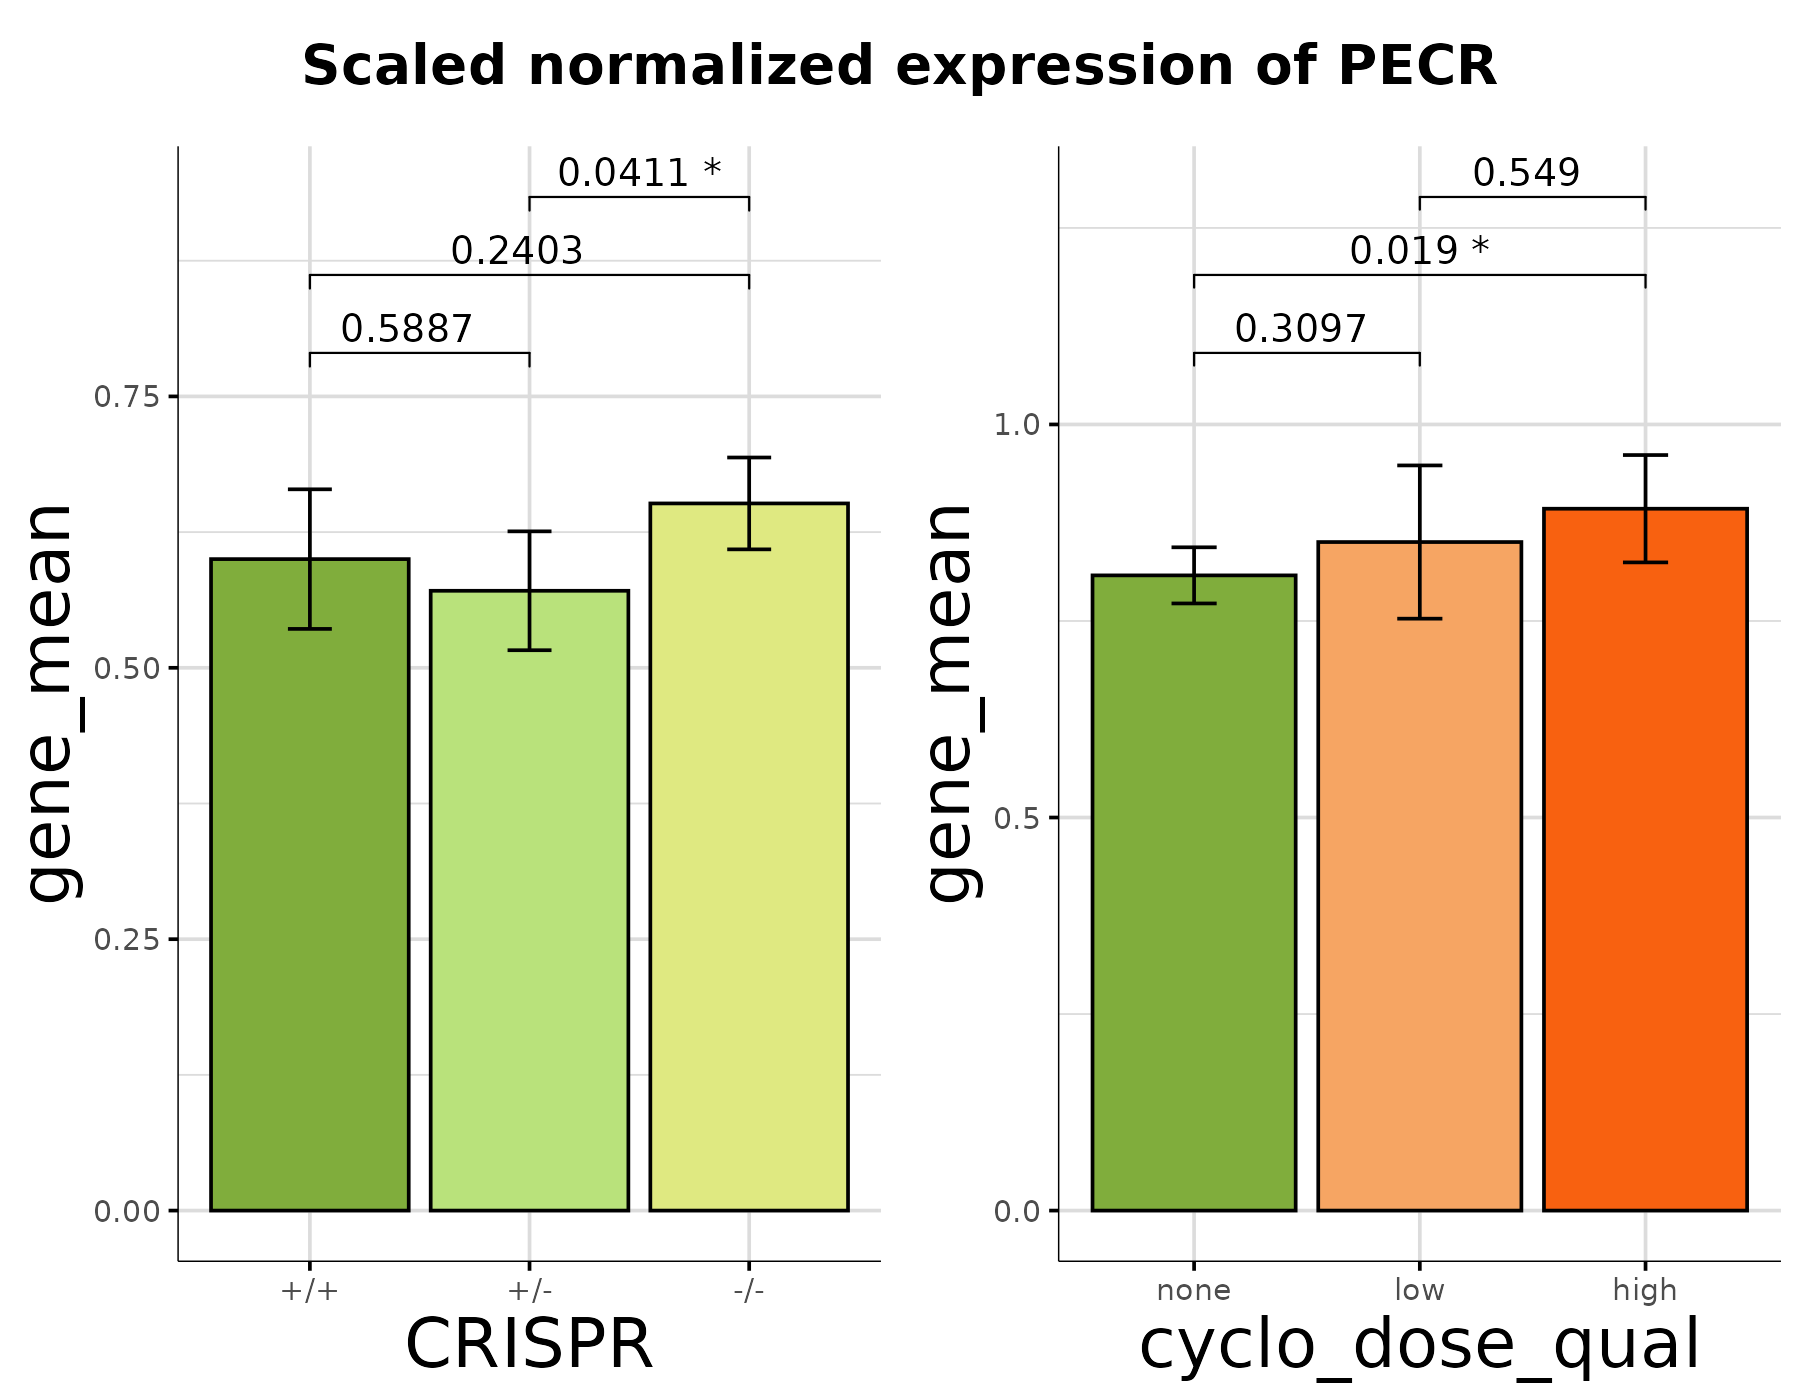 Scaled normalized expression of PECR
gene_mean
0.0411 *
0.2403
0.5887
0.75
0.50
0.25
0.00
+/+ +/- -/-
CRISPR
gene_mean
0.549
0.019 *
0.3097
1.0
0.5
0.0
none low high
cyclo_dose_qual